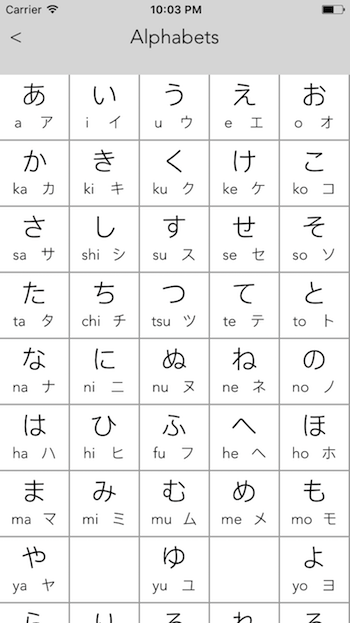 Carrier 10:03 PM
< Alphabets
あ い う え お
a ア i イ u ウ e エ o オ
か き く け こ
ka カ ki キ ku ク ke ケ ko コ
さ し す せ そ
sa サ shi シ su ス se セ so ソ
た ち つ て と
ta タ chi チ tsu ツ te テ to ト
な に ぬ ね の
na ナ ni ニ nu ヌ ne ネ no ノ
は ひ ふ へ ほ
ha ハ hi ヒ fu フ he ヘ ho ホ
ま み む め も
ma マ mi ミ mu ム me メ mo モ
や ゆ よ
ya ヤ yu ユ yo ヨ